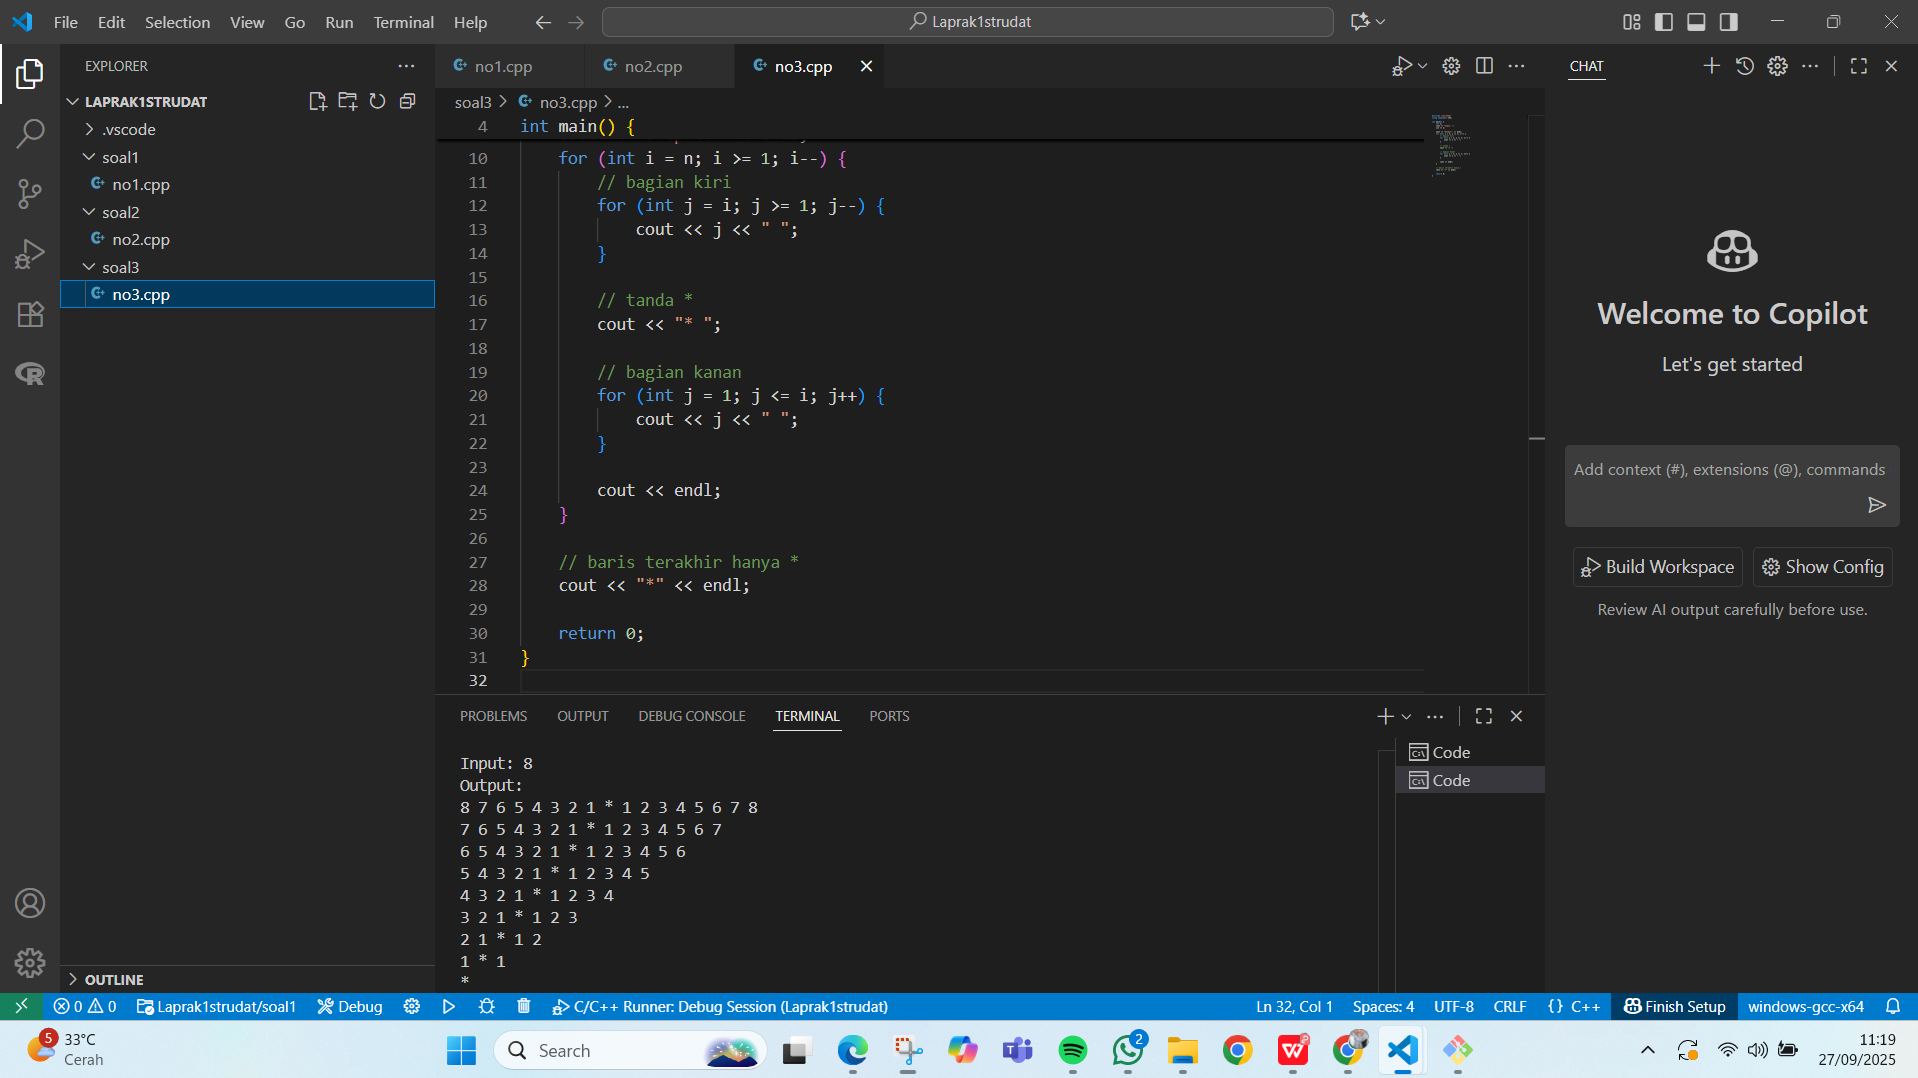 File Edit Selection View Go Run Terminal Help
Laprak1strudat
EXPLORER
LAPRAK1STRUDAT
.vscode
soal1
no1.cpp
soal2
no2.cpp
soal3
no3.cpp
OUTLINE
no1.cpp no2.cpp no3.cpp
soal3 > no3.cpp > ...
4 int main() {
10 for (int i = n; i >= 1; i--) {
11 // bagian kiri
12 for (int j = i; j >= 1; j--) {
13 cout << j << " ";
14 }
15
16 // tanda *
17 cout << "* ";
18
19 // bagian kanan
20 for (int j = 1; j <= i; j++) {
21 cout << j << " ";
22 }
23
24 cout << endl;
25 }
26
27 // baris terakhir hanya *
28 cout << "*" << endl;
29
30 return 0;
31 }
32
PROBLEMS OUTPUT DEBUG CONSOLE TERMINAL PORTS
Input: 8
Output:
8 7 6 5 4 3 2 1 * 1 2 3 4 5 6 7 8
7 6 5 4 3 2 1 * 1 2 3 4 5 6 7
6 5 4 3 2 1 * 1 2 3 4 5 6
5 4 3 2 1 * 1 2 3 4 5
4 3 2 1 * 1 2 3 4
3 2 1 * 1 2 3
2 1 * 1 2
1 * 1
*
Code
Code
CHAT
Welcome to Copilot
Let's get started
Add context (#), extensions (@), commands
Build Workspace Show Config
Review AI output carefully before use.
0 0 Laprak1strudat/soal1 Debug C/C++ Runner: Debug Session (Laprak1strudat) Ln 32, Col 1 Spaces: 4 UTF-8 CRLF {} C++ Finish Setup windows-gcc-x64
5
33°C
Cerah
Search
2
11:19
27/09/2025